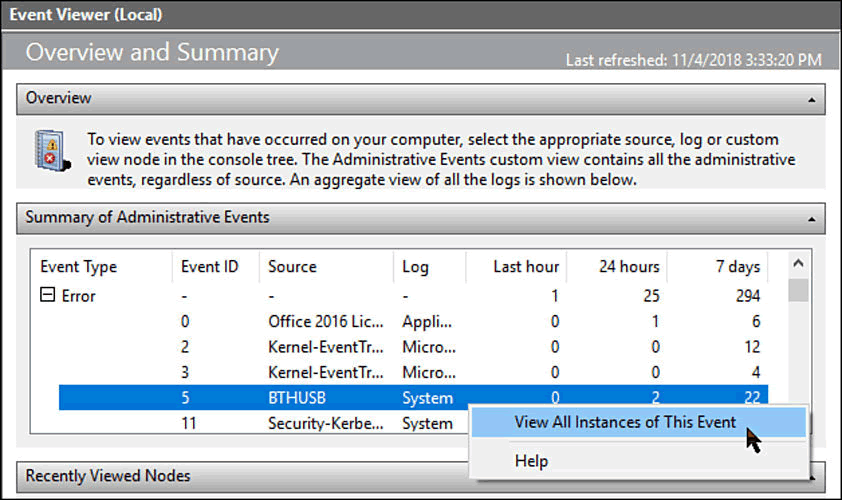 Event Viewer (Local)
Overview and Summary
Last refreshed: 11/4/2018 3:33:20 PM
Overview
To view events that have occurred on your computer, select the appropriate source, log or custom
view node in the console tree. The Administrative Events custom view contains all the administrative
events, regardless of source. An aggregate view of all the logs is shown below.
Summary of Administrative Events
Event Type Event ID Source Log Last hour 24 hours 7 days
Error - - - 1 25 294
0 Office 2016 Lic... Appli... 0 1 6
2 Kernel-EventTr... Micro... 0 0 12
3 Kernel-EventTr... Micro... 0 0 4
5 BTHUSB System 0 2 22
11 Security-Kerbe... System
View All Instances of This Event
Help
Recently Viewed Nodes